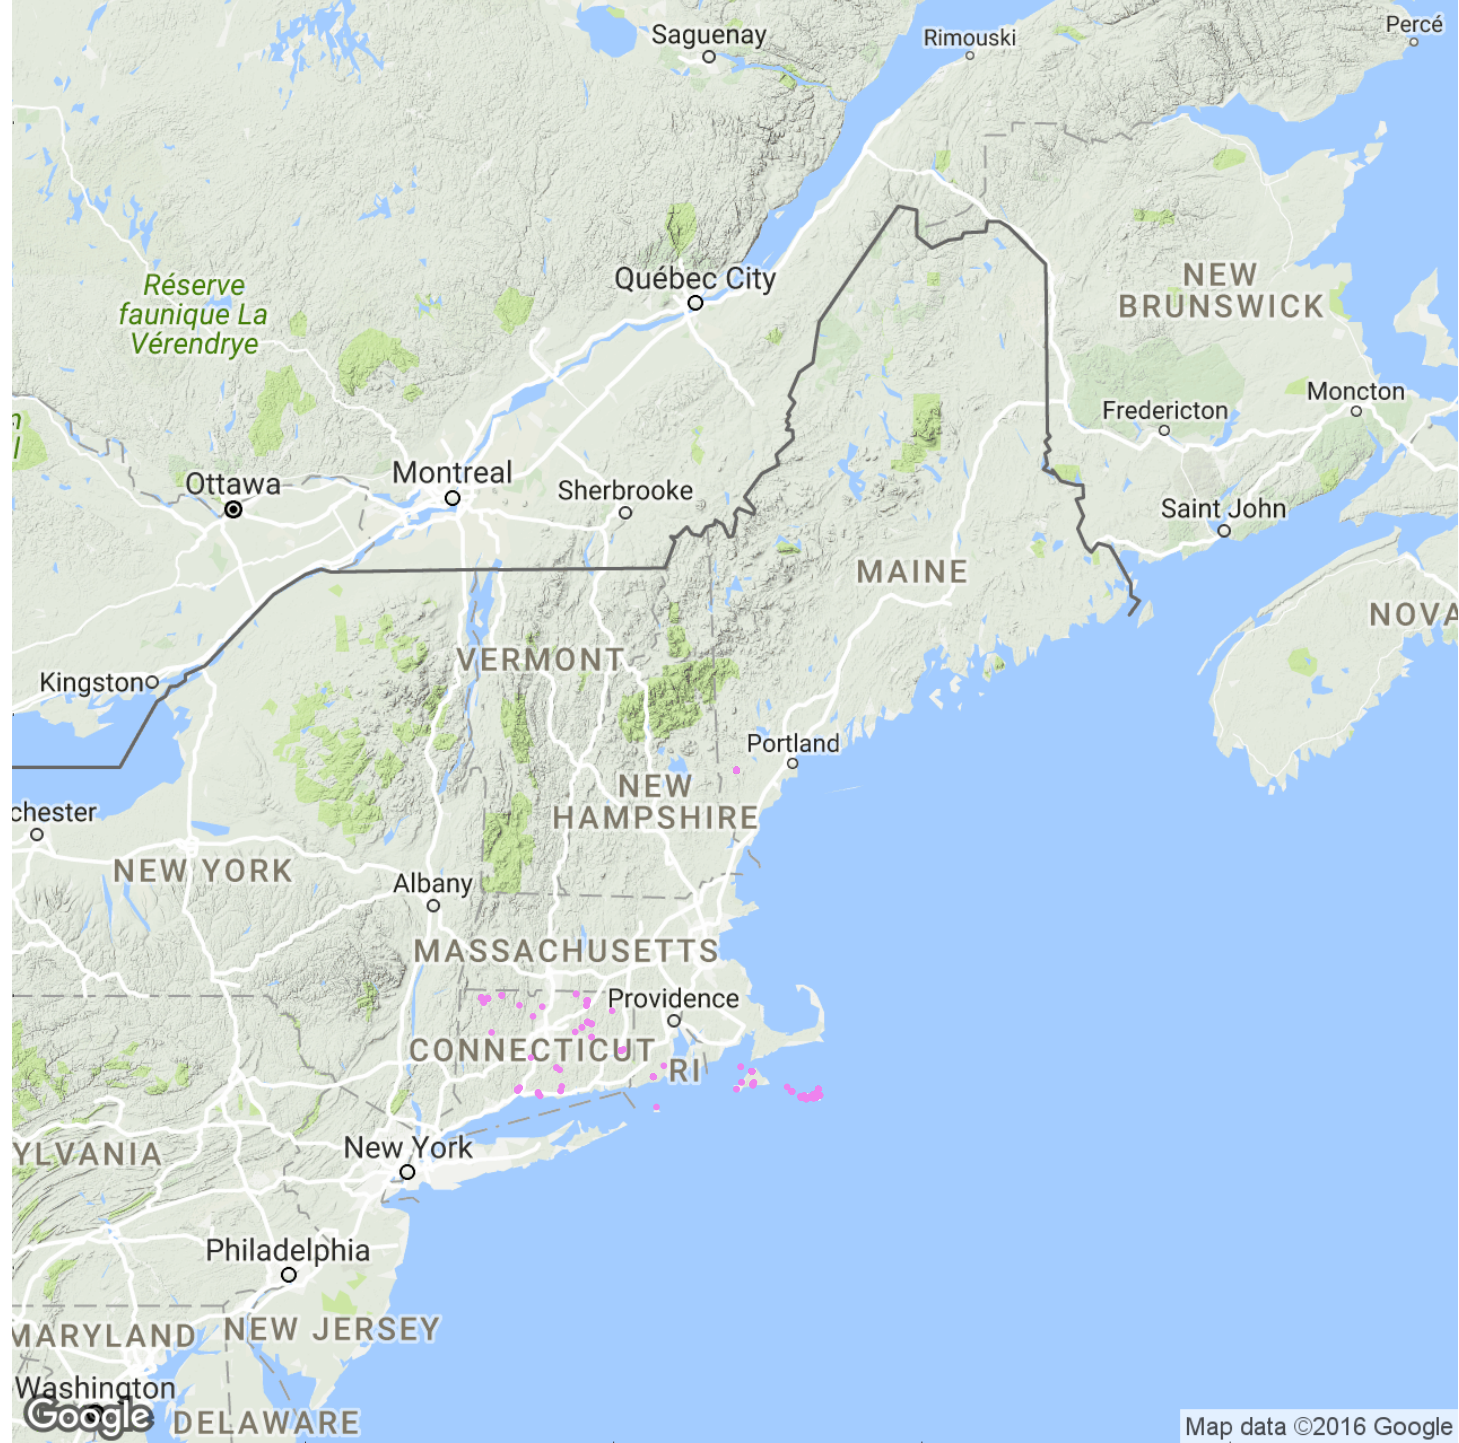 Saguenay
Rimouski
Percé
Québec City
Réserve
faunique La
Vérendrye
NEW
BRUNSWICK
Moncton
Fredericton
Montreal
Ottawa
Sherbrooke
Saint John
MAINE
NOVA
VERMONT
Kingston
Portland
NEW
HAMPSHIRE
chester
NEW YORK
Albany
MASSACHUSETTS
Providence
CONNECTICUT
RI
New York
YLVANIA
Philadelphia
MARYLAND
NEW JERSEY
Washington
Google
DELAWARE
Map data ©2016 Google